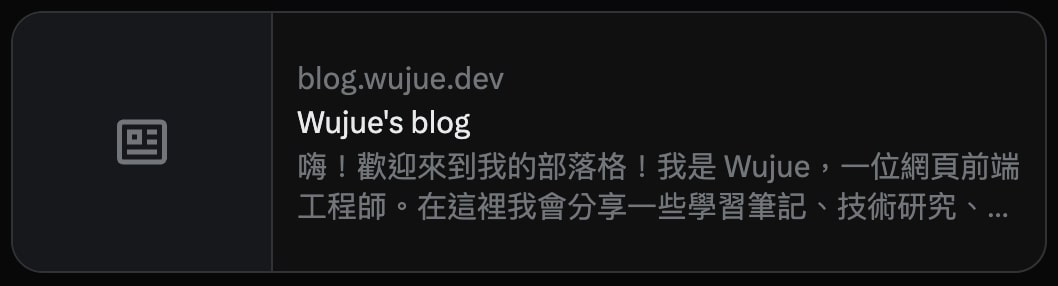 blog.wujue.dev
Wujue's blog
嗨！歡迎來到我的部落格！我是 Wujue，一位網頁前端
工程師。在這裡我會分享一些學習筆記、技術研究、...